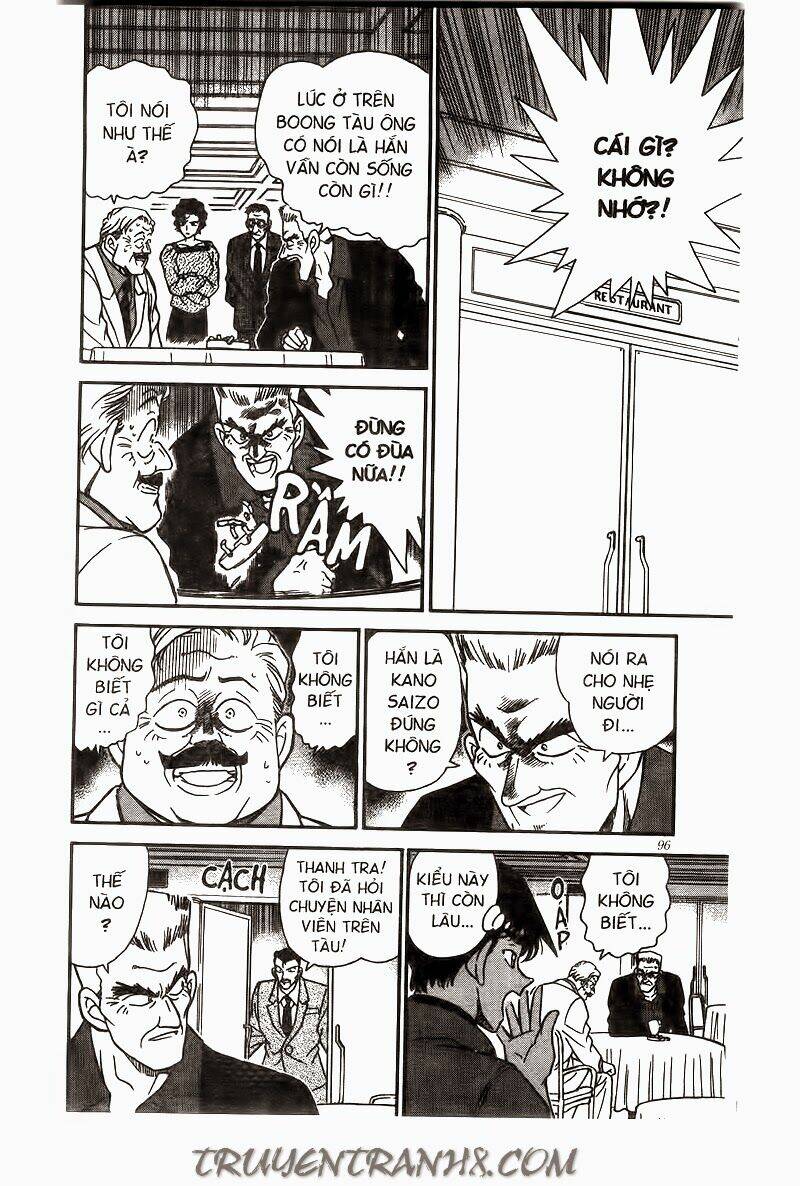 CÁI GÌ?
KHÔNG
NHỚ?!
RESTAURANT
LÚC Ở TRÊN
BOONG TÀU ÔNG
CÓ NÓI LÀ HẮN
VẪN CÒN SỐNG
CÒN GÌ!!
TÔI NÓI
NHƯ THẾ
À?
ĐỪNG
CÓ ĐÙA
NỮA!!
RẦM
NÓI RA
CHO NHẸ
NGƯỜI
ĐI...
HẮN LÀ
KANO
SAIZO
ĐÚNG
KHÔNG
?
TÔI
KHÔNG
BIẾT
...
TÔI
KHÔNG
BIẾT
GÌ CẢ
...
96
TÔI
KHÔNG
BIẾT...
OÁP
KIỂU NÀY
THÌ CÒN
LÂU...
THANH TRA!
TÔI ĐÃ HỎI
CHUYỆN NHÂN
VIÊN TRÊN
TÀU!
CẠCH
THẾ
NÀO
?
TRUYENTRANH8.COM